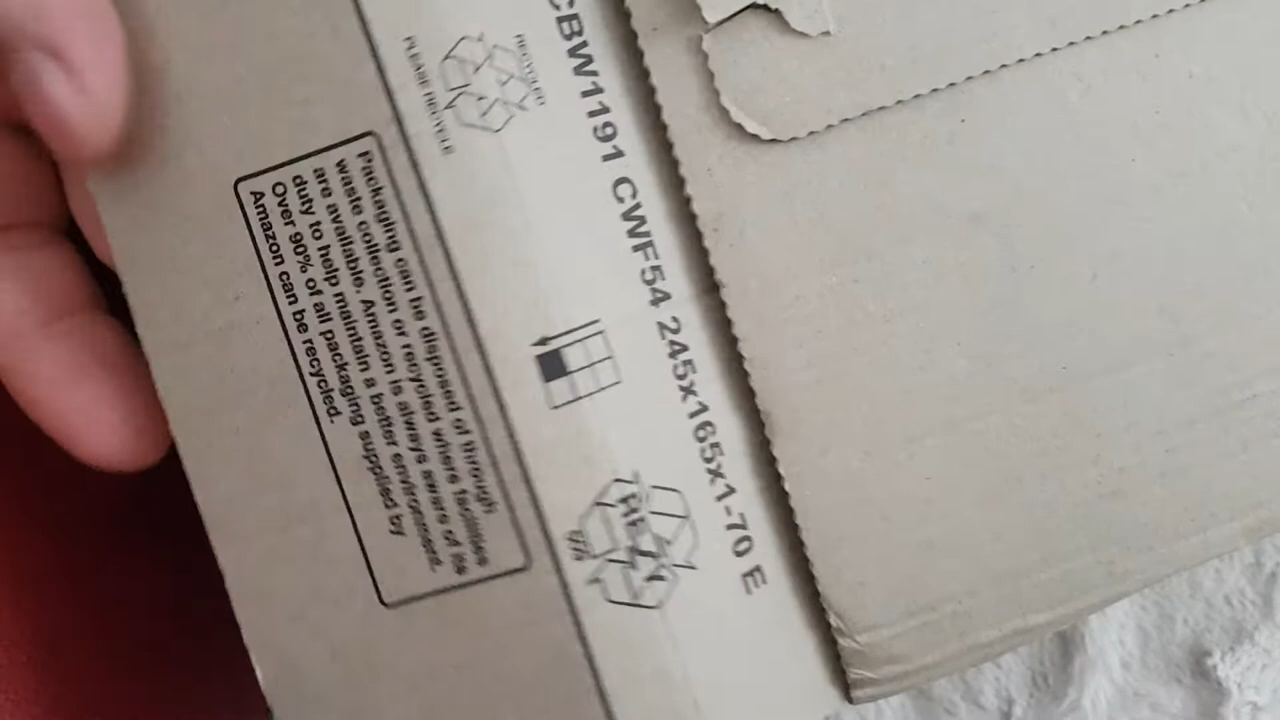 CBW1191 CWF54 245x165x1-70 E
RECYCLED
PLEASE RECYCLE
RESY
Packaging can be disposed of through
waste collection or recycled where facilities
are available. Amazon is always aware of its
duty to help maintain a better environment.
Over 90% of all packaging supplied by
Amazon can be recycled.